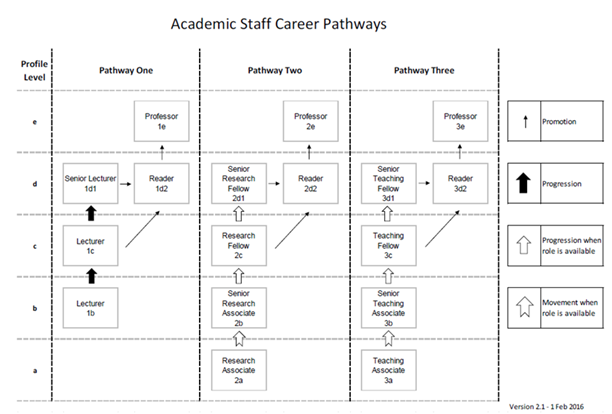 Academic Staff Career Pathways
Profile
Level
Pathway One
Pathway Two
Pathway Three
e
Professor
1e
Professor
2e
Professor
3e
Promotion
d
Senior Lecturer
1d1
Reader
1d2
Senior
Research
Fellow
2d1
Reader
2d2
Senior
Teaching
Fellow
3d1
Reader
3d2
Progression
c
Lecturer
1c
Research
Fellow
2c
Teaching
Fellow
3c
Progression when
role is available
b
Lecturer
1b
Senior
Research
Associate
2b
Senior
Teaching
Associate
3b
Movement when
role is available
a
Research
Associate
2a
Teaching
Associate
3a
Version 2.1 - 1 Feb 2016